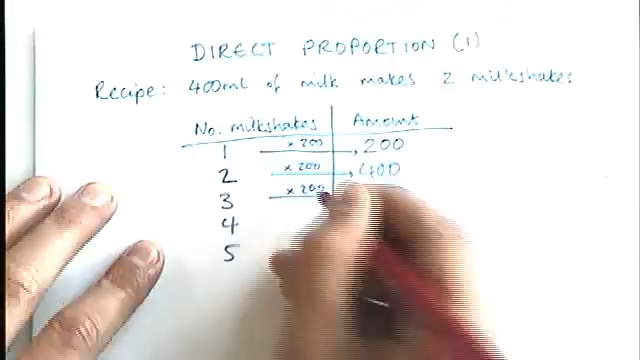 DIRECT PROPORTION (1)
Recipe: 400ml of milk makes 2 milkshakes
No. milkshakes Amount
1 × 200 200
2 × 200 400
3 × 200
4
5